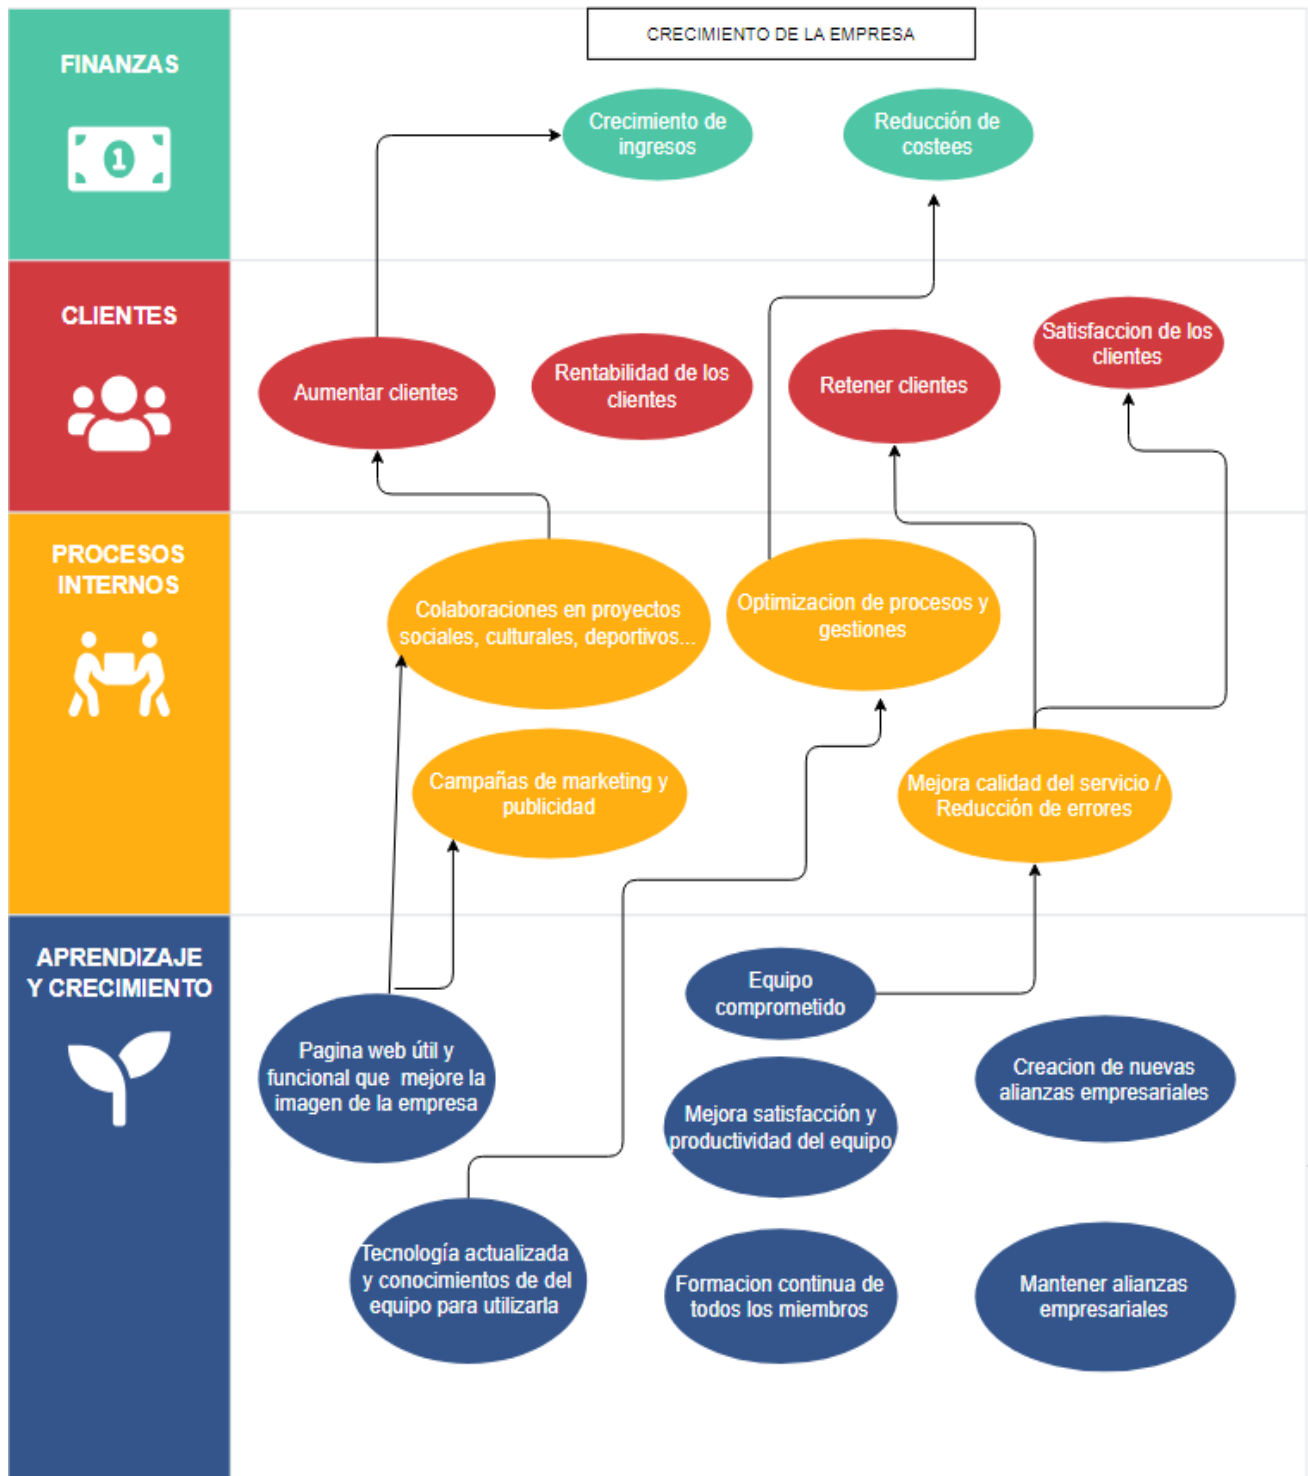 CRECIMIENTO DE LA EMPRESA
FINANZAS
1
Crecimiento de
ingresos
Reducción de
costees
CLIENTES
Aumentar clientes
Rentabilidad de los
clientes
Retener clientes
Satisfaccion de los
clientes
PROCESOS
INTERNOS
Colaboraciones en proyectos
sociales, culturales, deportivos...
Optimizacion de procesos y
gestiones
Campañas de marketing y
publicidad
Mejora calidad del servicio /
Reducción de errores
APRENDIZAJE
Y CRECIMIENTO
Equipo
comprometido
Pagina web útil y
funcional que mejore la
imagen de la empresa
Creacion de nuevas
alianzas empresariales
Mejora satisfacción y
productividad del equipo
Tecnología actualizada
y conocimientos de del
equipo para utilizarla
Formacion continua de
todos los miembros
Mantener alianzas
empresariales